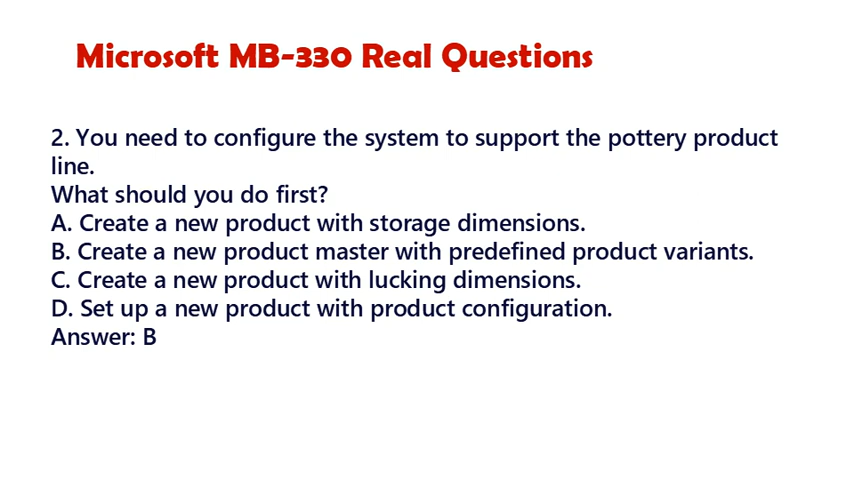 Microsoft MB-330 Real Questions
2. You need to configure the system to support the pottery product
line.
What should you do first?
A. Create a new product with storage dimensions.
B. Create a new product master with predefined product variants.
C. Create a new product with lucking dimensions.
D. Set up a new product with product configuration.
Answer: B